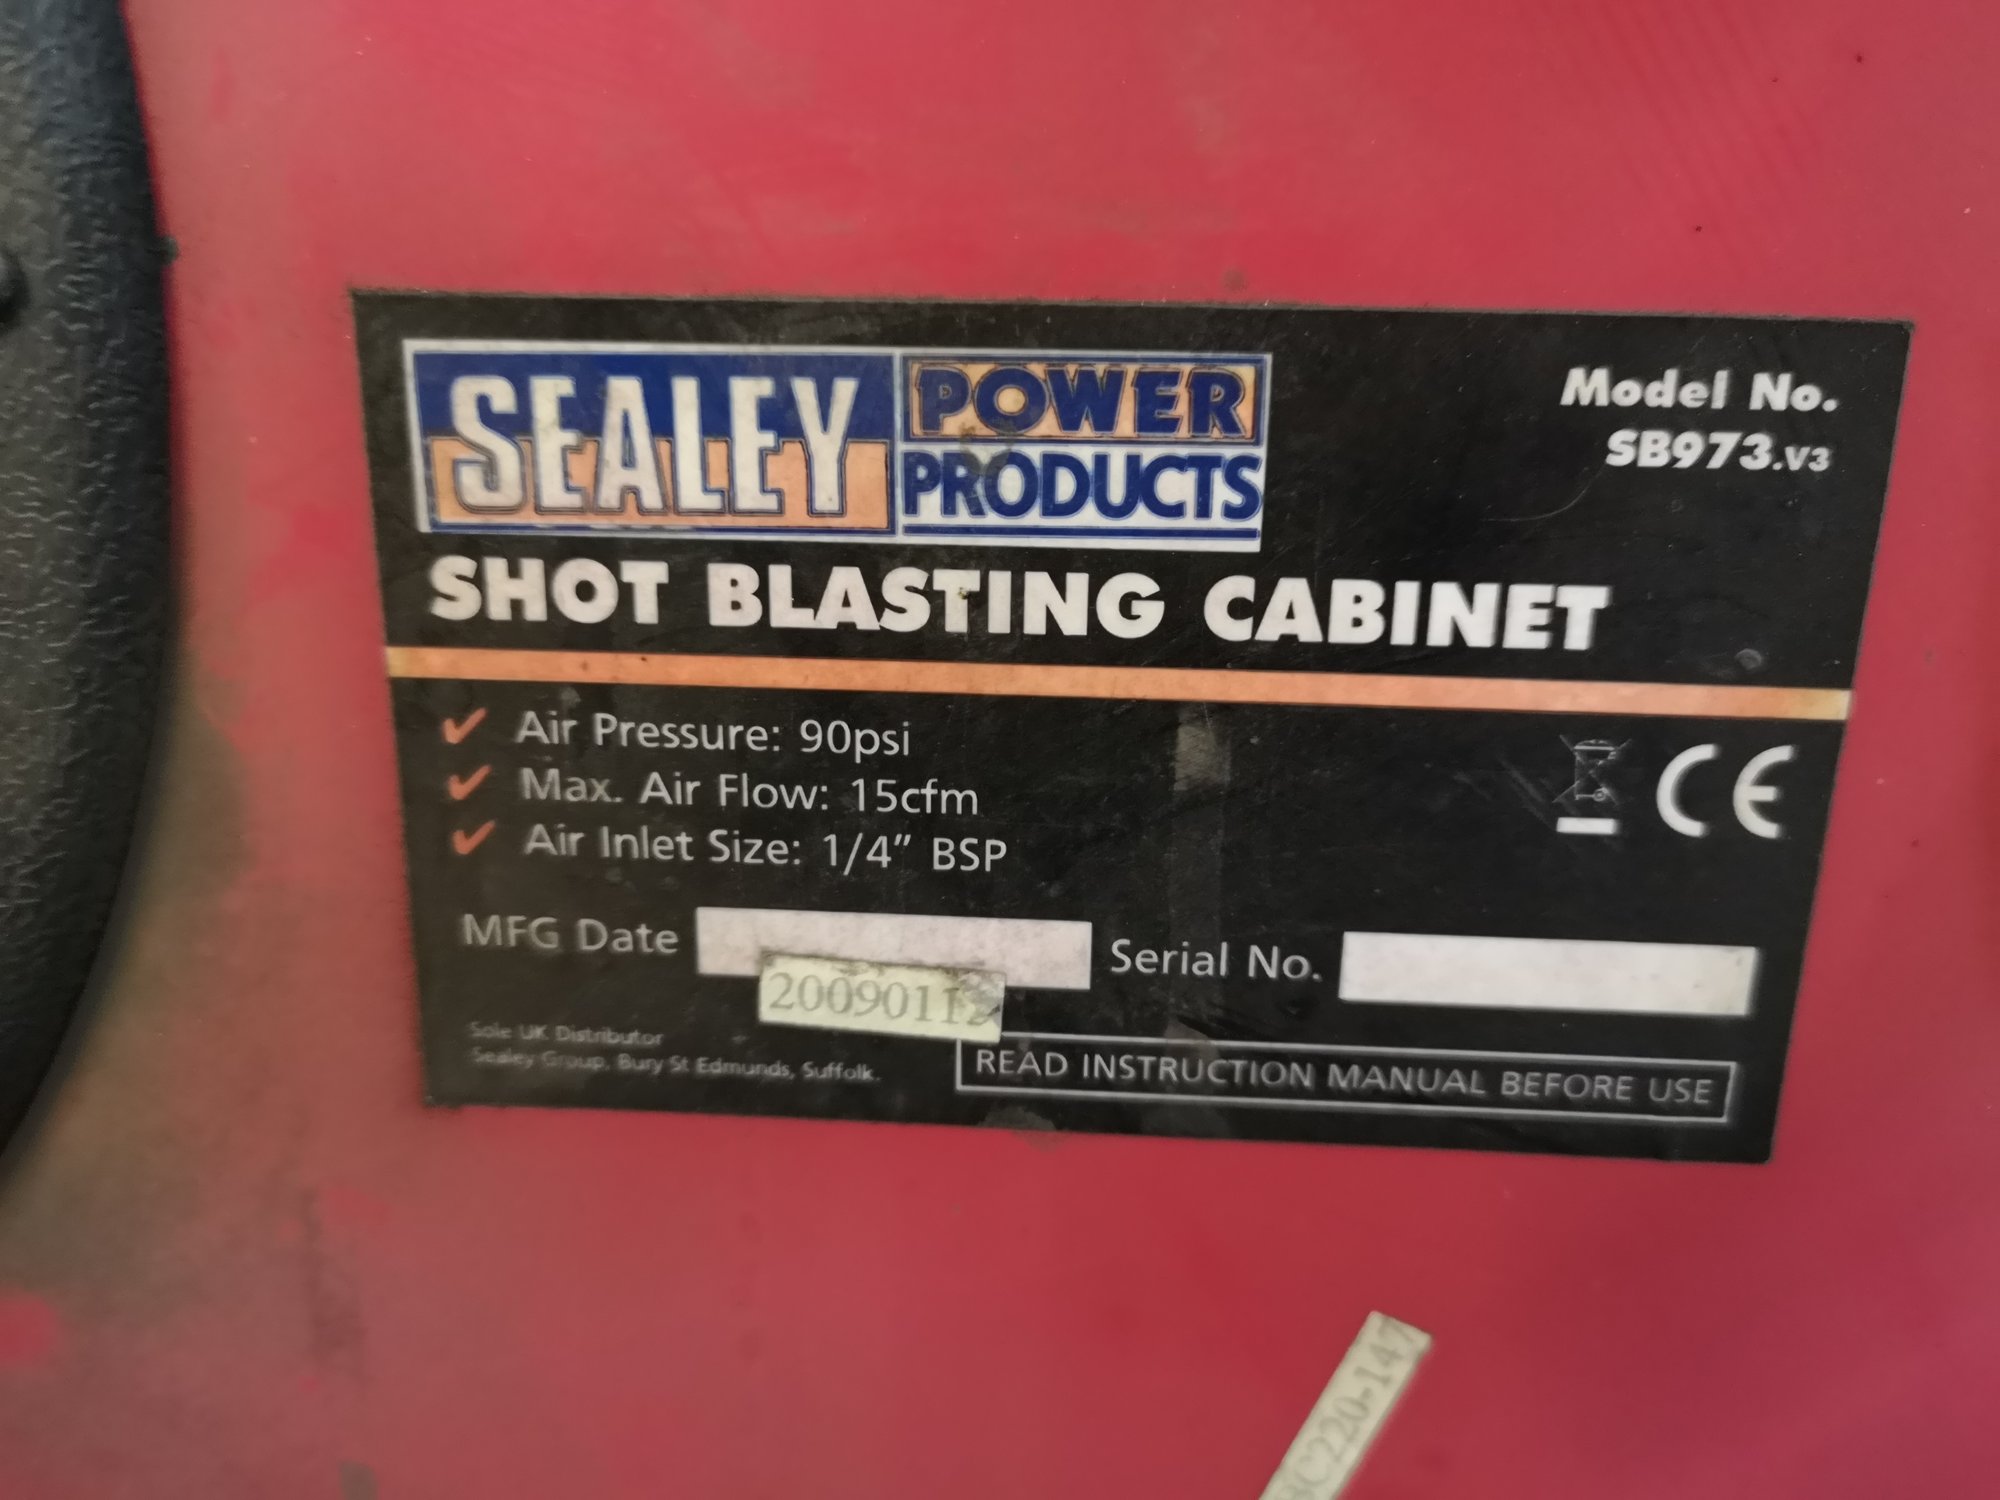 SEALEY POWER PRODUCTS
Model No.
SB973.V3
SHOT BLASTING CABINET
Air Pressure: 90psi
Max. Air Flow: 15cfm
Air Inlet Size: 1/4" BSP
CE
MFG Date
Serial No.
Sole UK Distributor
Sealey Group, Bury St Edmunds, Suffolk.
READ INSTRUCTION MANUAL BEFORE USE